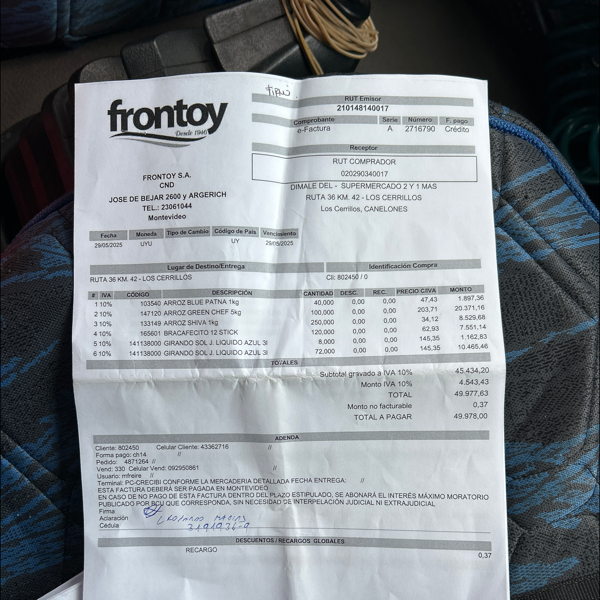 FIRMÓ
frontoy
Desde 1946
RUT Emisor
210148140017
Comprobante Serie Número F. pago
e-Factura A 2716790 Crédito
Receptor
RUT COMPRADOR
020290340017
DIMALE DEL - SUPERMERCADO 2 Y 1 MAS
RUTA 36 KM. 42 - LOS CERRILLOS
Los Cerrillos, CANELONES
FRONTOY S.A.
CND
JOSE DE BEJAR 2600 y ARGERICH
TEL.: 23061044
Montevideo
Fecha Moneda Tipo de Cambio Código de País Vencimiento
29/05/2025 UYU UY 29/05/2025
Lugar de Destino/Entrega Identificación Compra
RUTA 36 KM. 42 - LOS CERRILLOS Cli: 802450 / 0
# IVA CÓDIGO DESCRIPCIÓN CANTIDAD DESC. REC. PRECIO C/IVA MONTO
1 10% 103540 ARROZ BLUE PATNA 1kg 40,000 0,00 0,00 47,43 1.897,36
2 10% 147120 ARROZ GREEN CHEF 5kg 100,000 0,00 0,00 203,71 20.371,16
3 10% 133149 ARROZ SHIVA 1kg 250,000 0,00 0,00 34,12 8.529,68
4 10% 165601 BRACAFECITO 12 STICK 120,000 0,00 0,00 62,93 7.551,14
5 10% 141138000 GIRANDO SOL J. LIQUIDO AZUL 3l 8,000 0,00 0,00 145,35 1.162,83
6 10% 141138000 GIRANDO SOL J. LIQUIDO AZUL 3l 72,000 0,00 0,00 145,35 10.465,46
TOTALES
Subtotal gravado a IVA 10% 45.434,20
Monto IVA 10% 4.543,43
TOTAL 49.977,63
Monto no facturable 0,37
TOTAL A PAGAR 49.978,00
ADENDA
Cliente: 802450 Celular Cliente: 43362716 //
Forma pago: ch14 //
Pedido: 4871264 //
Vend: 330 Celular Vend: 092950861 //
Usuario: mfreire //
Terminal: PC-CRECIBI CONFORME LA MERCADERIA DETALLADA FECHA ENTREGA: //
ESTA FACTURA DEBERÁ SER PAGADA EN MONTEVIDEO
EN CASO DE NO PAGO DE ESTA FACTURA DENTRO DEL PLAZO ESTIPULADO, SE ABONARÁ EL INTERÉS MÁXIMO MORATORIO
PUBLICADO POR BCU QUE CORRESPONDA, SIN NECESIDAD DE INTERPELACIÓN JUDICIAL NI EXTRAJUDICIAL
Firma
Aclaración
Cédula
DESCUENTOS / RECARGOS GLOBALES
RECARGO 0,37